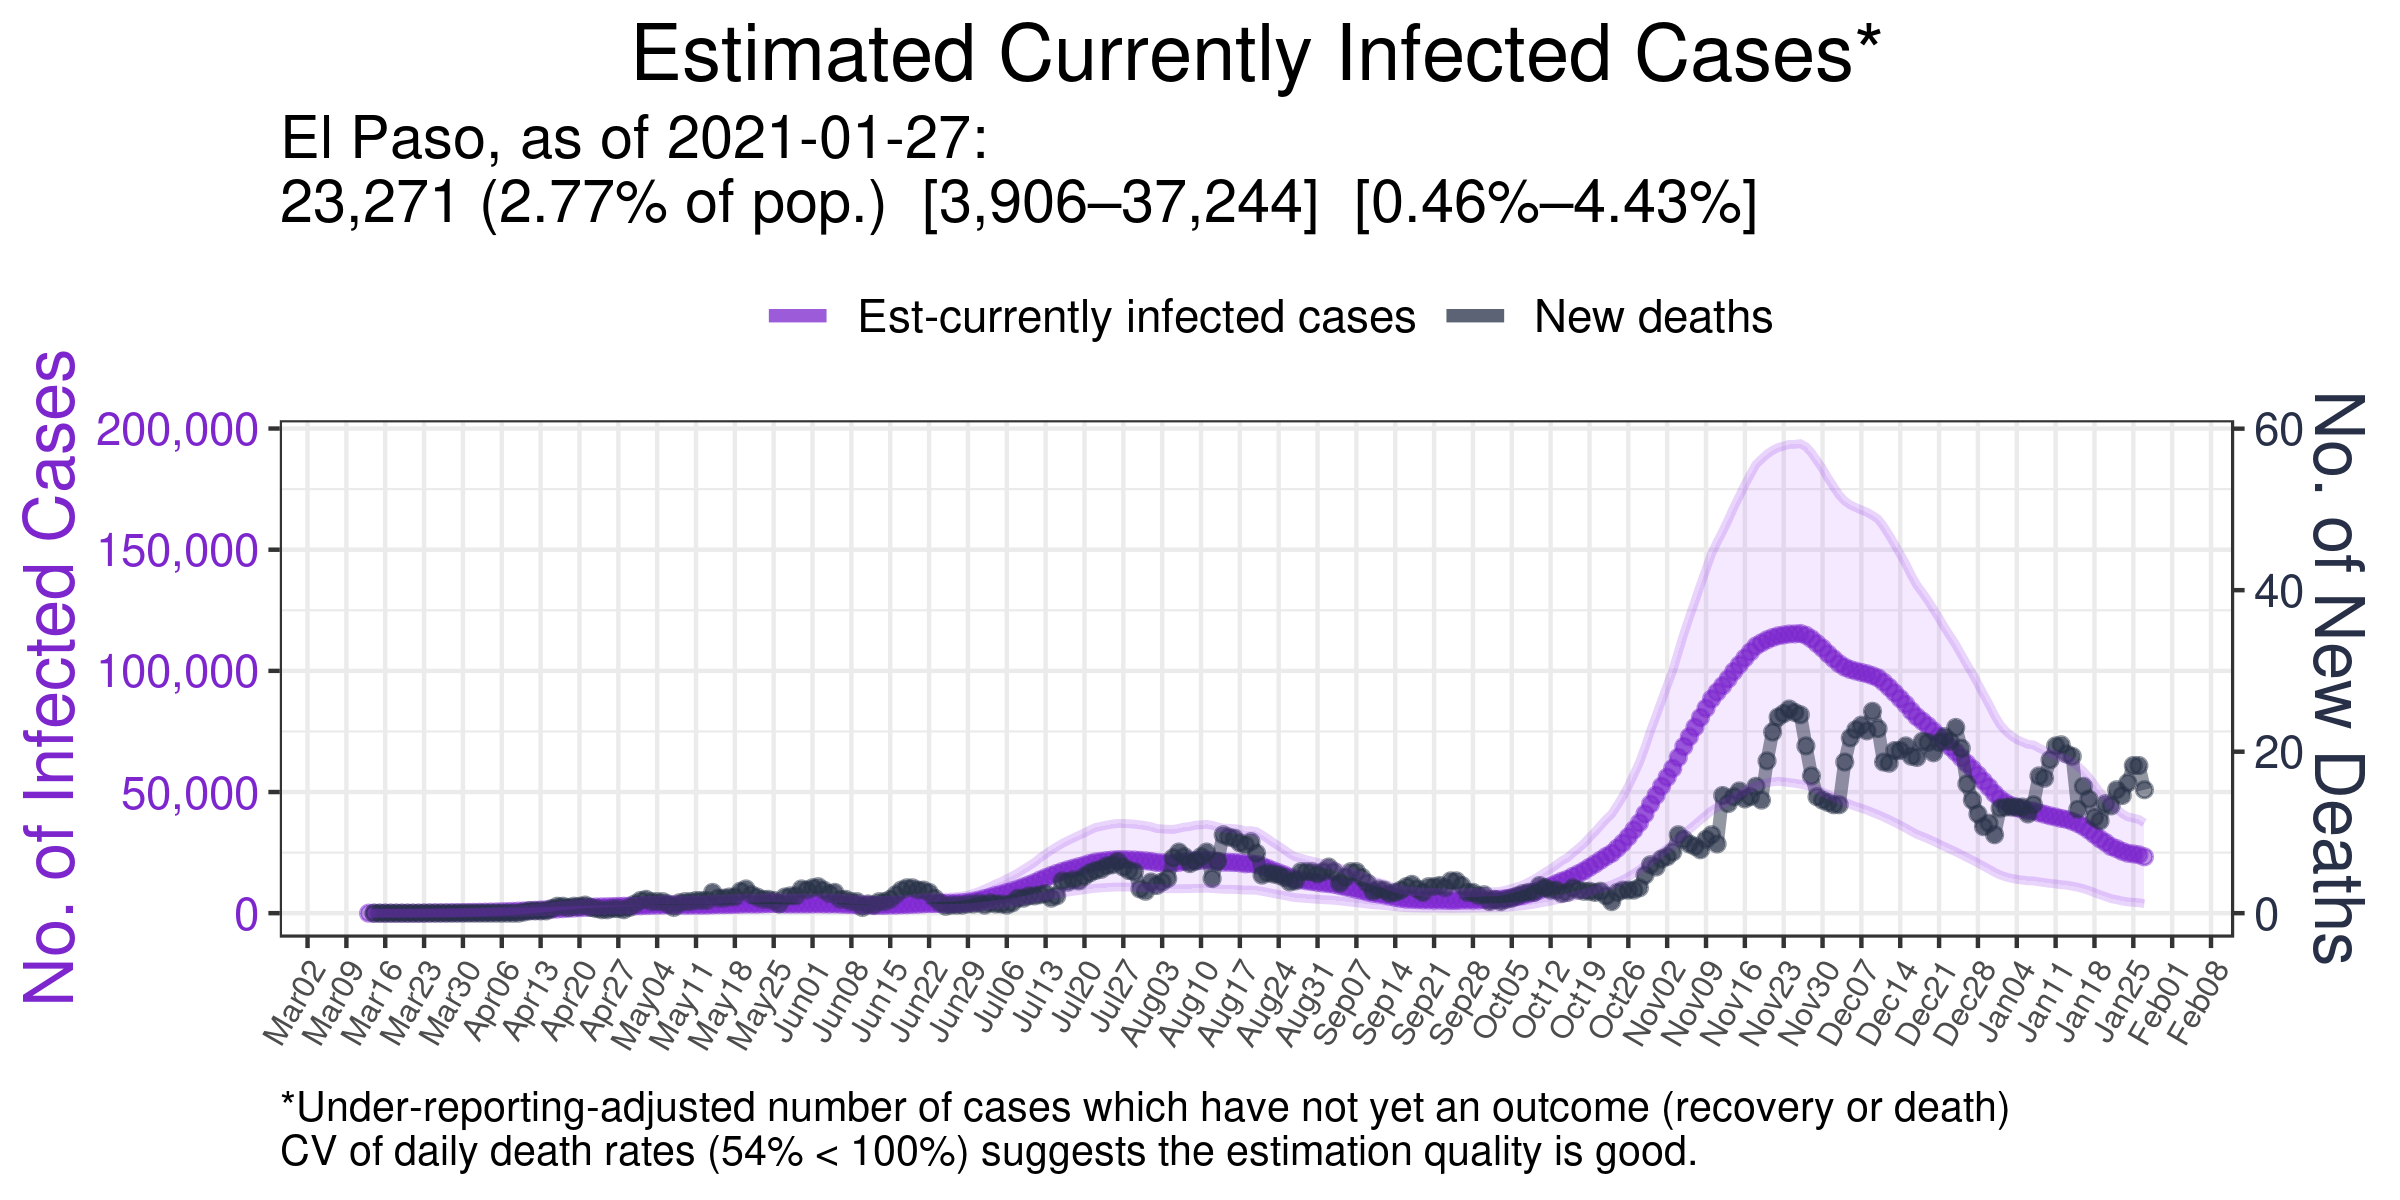 Estimated Currently Infected Cases*
El Paso, as of 2021-01-27:
23,271 (2.77% of pop.) [3,906–37,244] [0.46%–4.43%]
Est-currently infected cases New deaths
No. of Infected Cases
200,000
150,000
100,000
50,000
0
60
40
20
0
No. of New Deaths
Mar02 Mar09 Mar16 Mar23 Mar30 Apr06 Apr13 Apr20 Apr27 May04 May11 May18 May25 Jun01 Jun08 Jun15 Jun22 Jun29 Jul06 Jul13 Jul20 Jul27 Aug03 Aug10 Aug17 Aug24 Aug31 Sep07 Sep14 Sep21 Sep28 Oct05 Oct12 Oct19 Oct26 Nov02 Nov09 Nov16 Nov23 Nov30 Dec07 Dec14 Dec21 Dec28 Jan04 Jan11 Jan18 Jan25 Feb01 Feb08
*Under-reporting-adjusted number of cases which have not yet an outcome (recovery or death)
CV of daily death rates (54% < 100%) suggests the estimation quality is good.